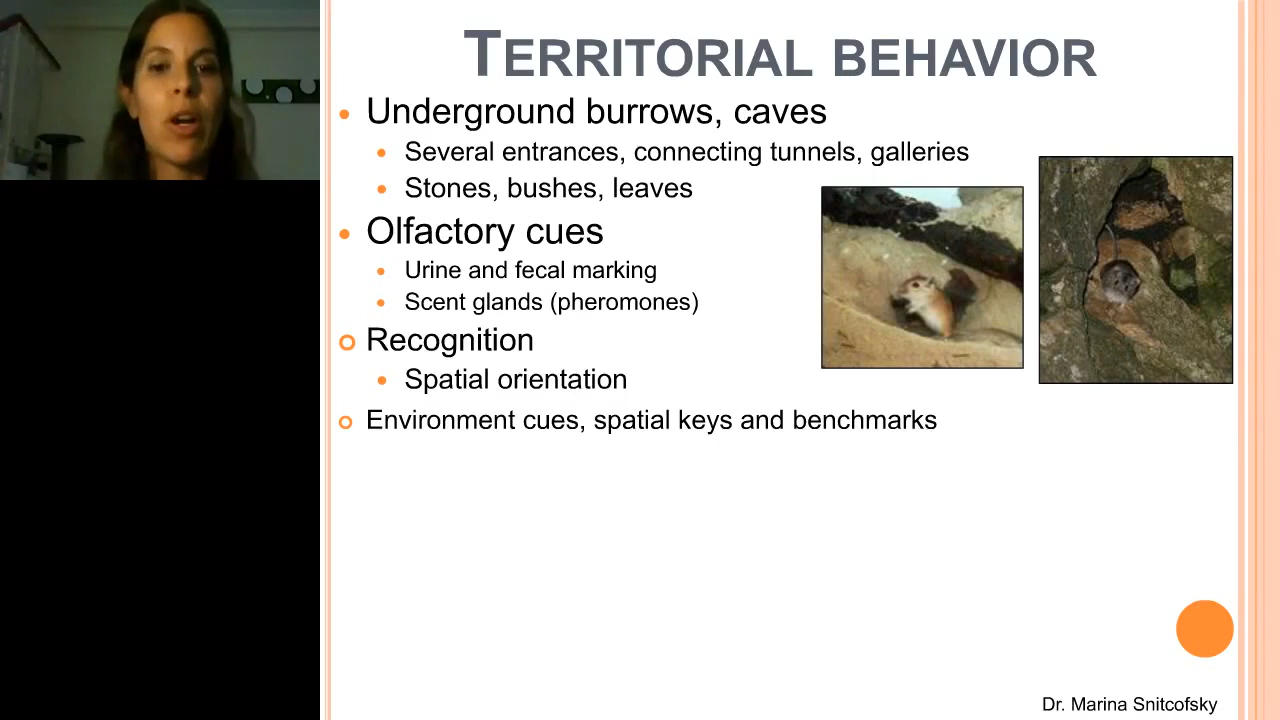 TERRITORIAL BEHAVIOR
Underground burrows, caves
Several entrances, connecting tunnels, galleries
Stones, bushes, leaves
Olfactory cues
Urine and fecal marking
Scent glands (pheromones)
Recognition
Spatial orientation
Environment cues, spatial keys and benchmarks
Dr. Marina Snitcofsky